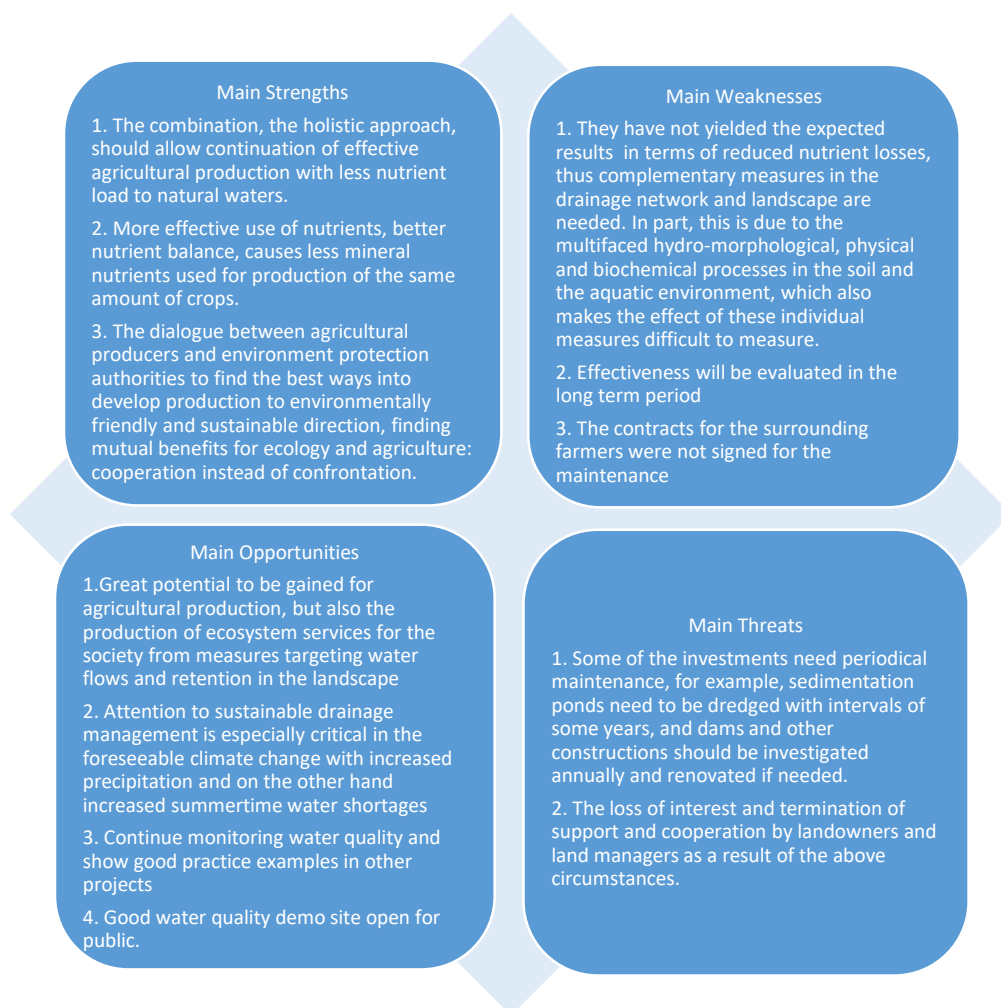 Main Strengths
1. The combination, the holistic approach,
should allow continuation of effective
agricultural production with less nutrient
load to natural waters.
2. More effective use of nutrients, better
nutrient balance, causes less mineral
nutrients used for production of the same
amount of crops.
3. The dialogue between agricultural
producers and environment protection
authorities to find the best ways into
develop production to environmentally
friendly and sustainable direction, finding
mutual benefits for ecology and agriculture:
cooperation instead of confrontation.
Main Weaknesses
1. They have not yielded the expected
results in terms of reduced nutrient losses,
thus complementary measures in the
drainage network and landscape are
needed. In part, this is due to the
multifaced hydro-morphological, physical
and biochemical processes in the soil and
the aquatic environment, which also
makes the effect of these individual
measures difficult to measure.
2. Effectiveness will be evaluated in the
long term period
3. The contracts for the surrounding
farmers were not signed for the
maintenance
Main Opportunities
1.Great potential to be gained for
agricultural production, but also the
production of ecosystem services for the
society from measures targeting water
flows and retention in the landscape
2. Attention to sustainable drainage
management is especially critical in the
foreseeable climate change with increased
precipitation and on the other hand
increased summertime water shortages
3. Continue monitoring water quality and
show good practice examples in other
projects
4. Good water quality demo site open for
public.
Main Threats
1. Some of the investments need periodical
maintenance, for example, sedimentation
ponds need to be dredged with intervals of
some years, and dams and other
constructions should be investigated
annually and renovated if needed.
2. The loss of interest and termination of
support and cooperation by landowners and
land managers as a result of the above
circumstances.